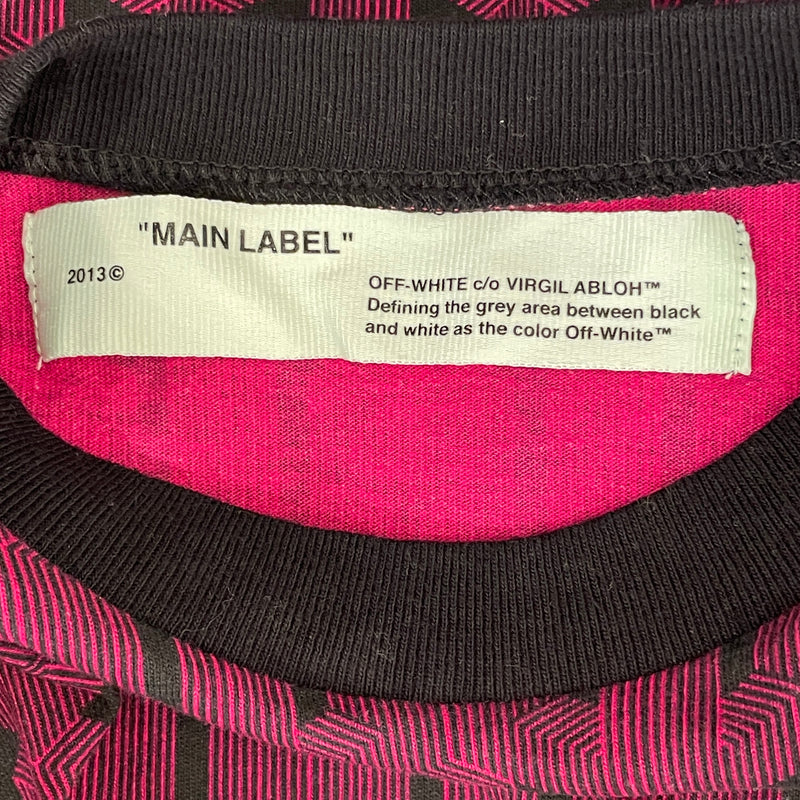 "MAIN LABEL"
2013©
OFF-WHITE c/o VIRGIL ABLOH™
Defining the grey area between black
and white as the color Off-White™